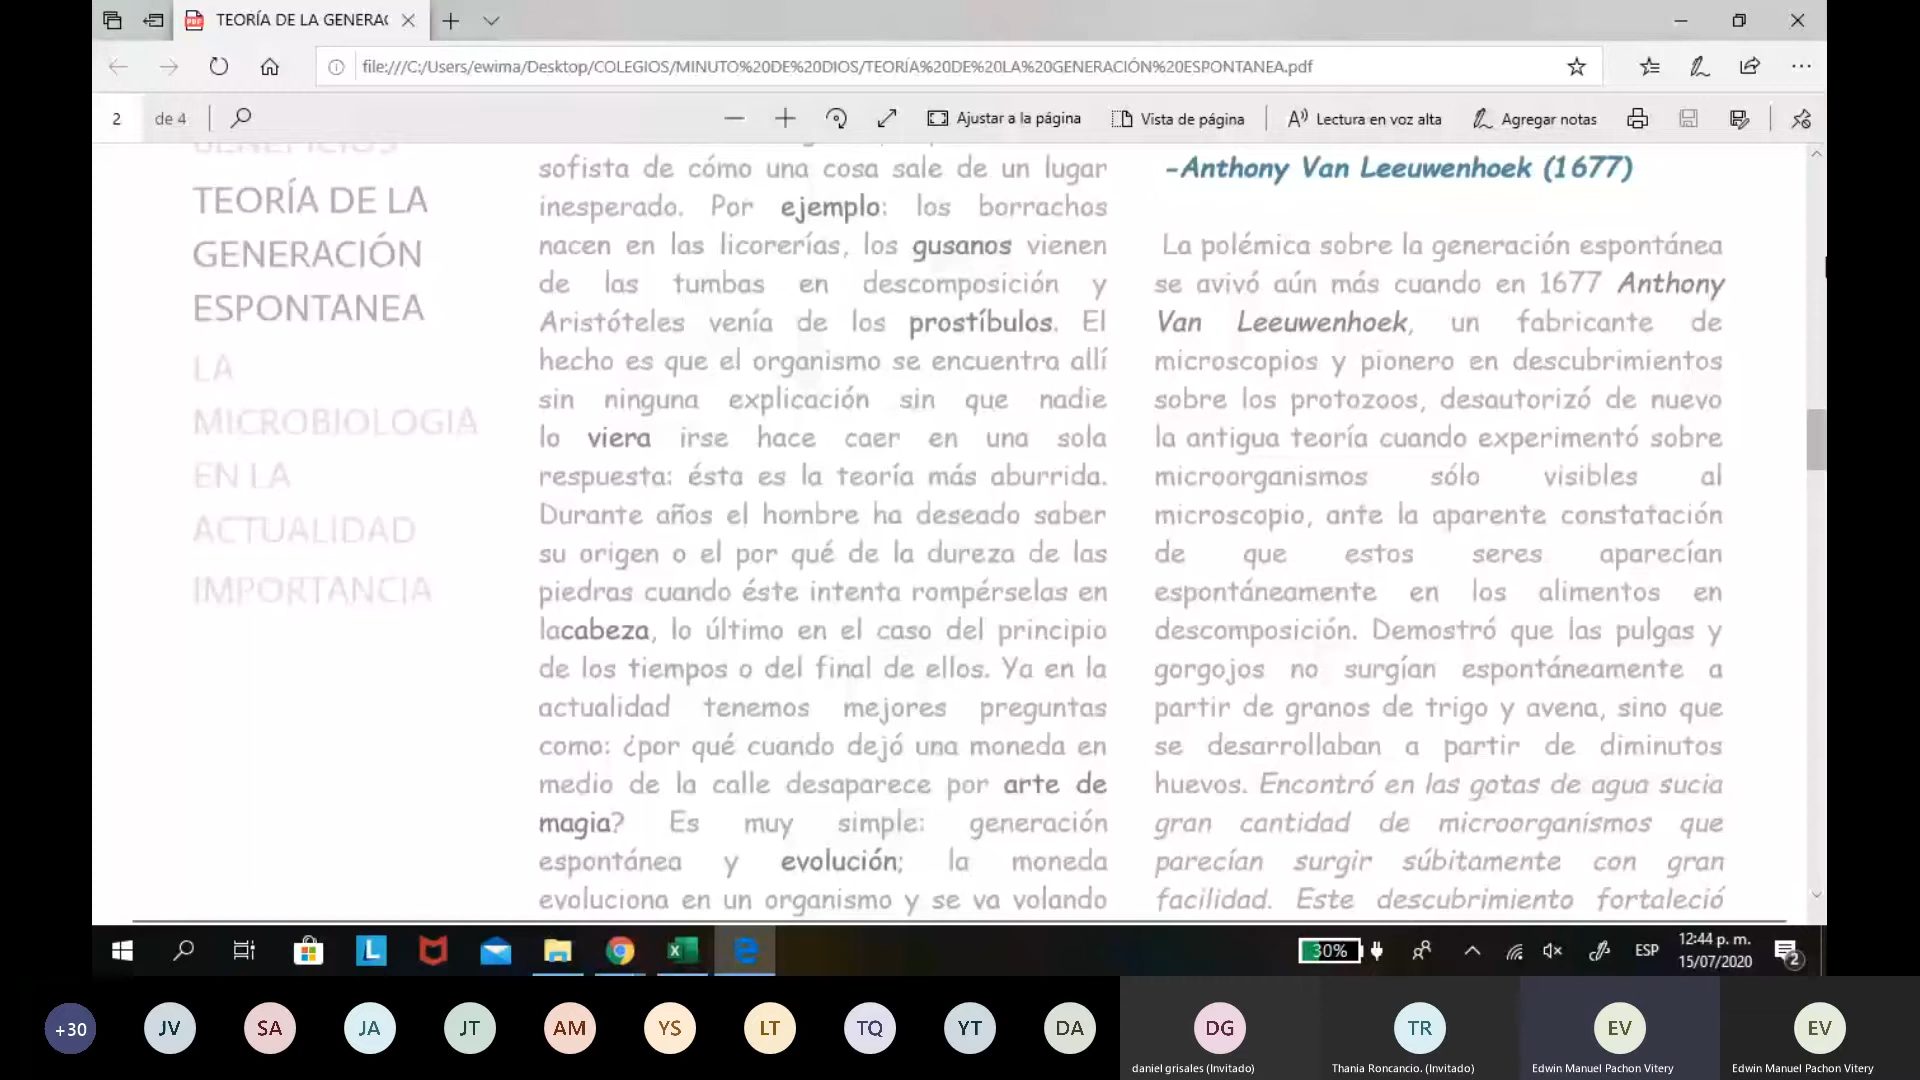 TEORÍA DE LA GENERAC
file:///C:/Users/ewima/Desktop/COLEGIOS/MINUTO%20DE%20DIOS/TEORÍA%20DE%20LA%20GENERACIÓN%20ESPONTANEA.pdf
2 de 4
Ajustar a la página
Vista de página
Lectura en voz alta
Agregar notas
BENEFICIOS
TEORÍA DE LA
GENERACIÓN
ESPONTANEA
LA
MICROBIOLOGIA
EN LA
ACTUALIDAD
IMPORTANCIA
sofista de cómo una cosa sale de un lugar
inesperado. Por ejemplo: los borrachos
nacen en las licorerías, los gusanos vienen
de las tumbas en descomposición y
Aristóteles venía de los prostíbulos. El
hecho es que el organismo se encuentra allí
sin ninguna explicación sin que nadie
lo viera irse hace caer en una sola
respuesta: ésta es la teoría más aburrida.
Durante años el hombre ha deseado saber
su origen o el por qué de la dureza de las
piedras cuando éste intenta rompérselas en
lacabeza, lo último en el caso del principio
de los tiempos o del final de ellos. Ya en la
actualidad tenemos mejores preguntas
como: ¿por qué cuando dejó una moneda en
medio de la calle desaparece por arte de
magia? Es muy simple: generación
espontánea y evolución; la moneda
evoluciona en un organismo y se va volando
-Anthony Van Leeuwenhoek (1677)
La polémica sobre la generación espontánea
se avivó aún más cuando en 1677 Anthony
Van Leeuwenhoek, un fabricante de
microscopios y pionero en descubrimientos
sobre los protozoos, desautorizó de nuevo
la antigua teoría cuando experimentó sobre
microorganismos sólo visibles al
microscopio, ante la aparente constatación
de que estos seres aparecían
espontáneamente en los alimentos en
descomposición. Demostró que las pulgas y
gorgojos no surgían espontáneamente a
partir de granos de trigo y avena, sino que
se desarrollaban a partir de diminutos
huevos. Encontró en las gotas de agua sucia
gran cantidad de microorganismos que
parecían surgir súbitamente con gran
facilidad. Este descubrimiento fortaleció
30%
ESP
12:44 p. m.
15/07/2020
2
+30
JV
SA
JA
JT
AM
YS
LT
TQ
YT
DA
DG
TR
EV
EV
daniel grisales (Invitado)
Thania Roncancio. (Invitado)
Edwin Manuel Pachon Vitery
Edwin Manuel Pachon Vitery